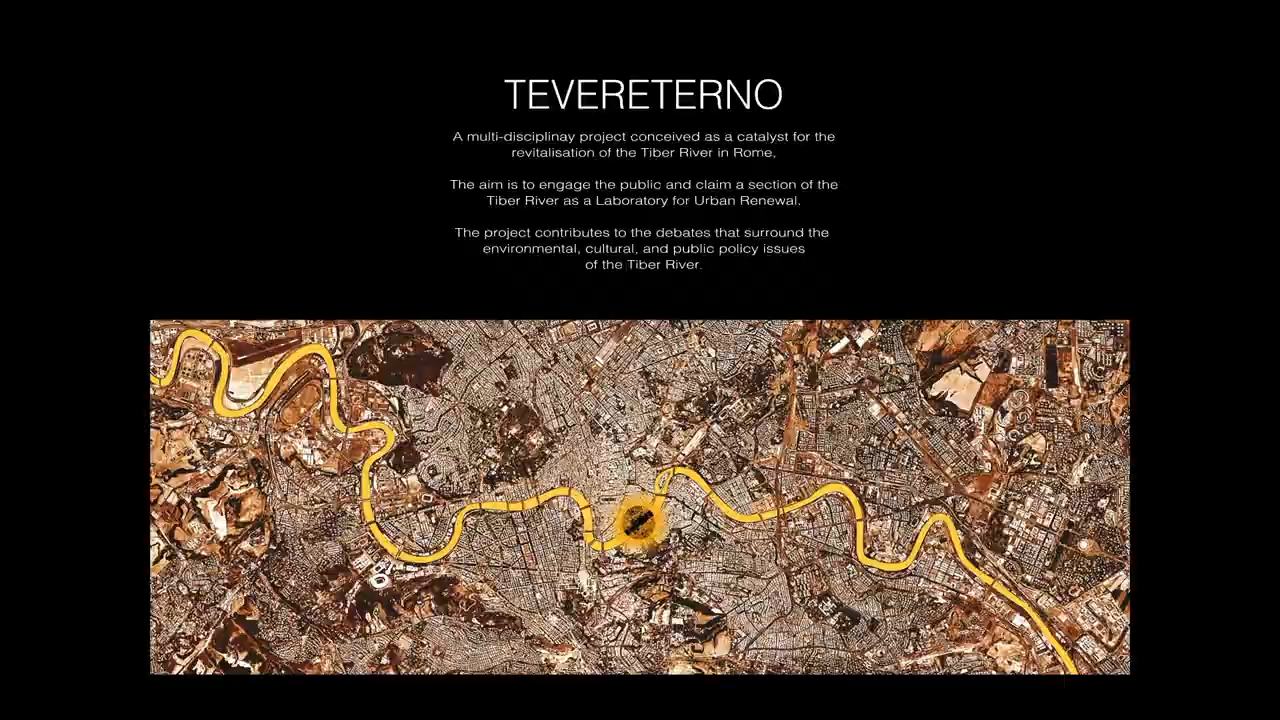 TEVERETERNO
A multi-disciplinay project conceived as a catalyst for the
revitalisation of the Tiber River in Rome,
The aim is to engage the public and claim a section of the
Tiber River as a Laboratory for Urban Renewal.
The project contributes to the debates that surround the
environmental, cultural, and public policy issues
of the Tiber River.